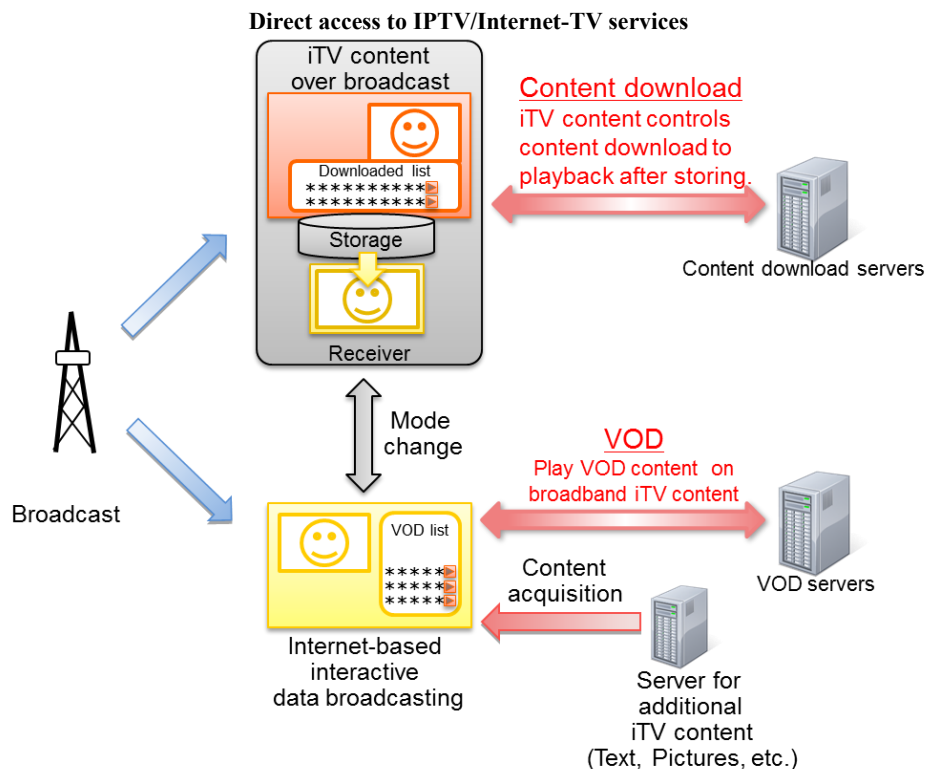 Direct access to IPTV/Internet-TV services
iTV content
over broadcast
Downloaded list
**********
**********
Storage
Receiver
Content download
iTV content controls
content download to
playback after storing.
Content download servers
Mode
change
Broadcast
VOD
Play VOD content on
broadband iTV content
VOD list
*****
*****
*****
VOD servers
Content
acquisition
Internet-based
interactive
data broadcasting
Server for
additional
iTV content
(Text, Pictures, etc.)